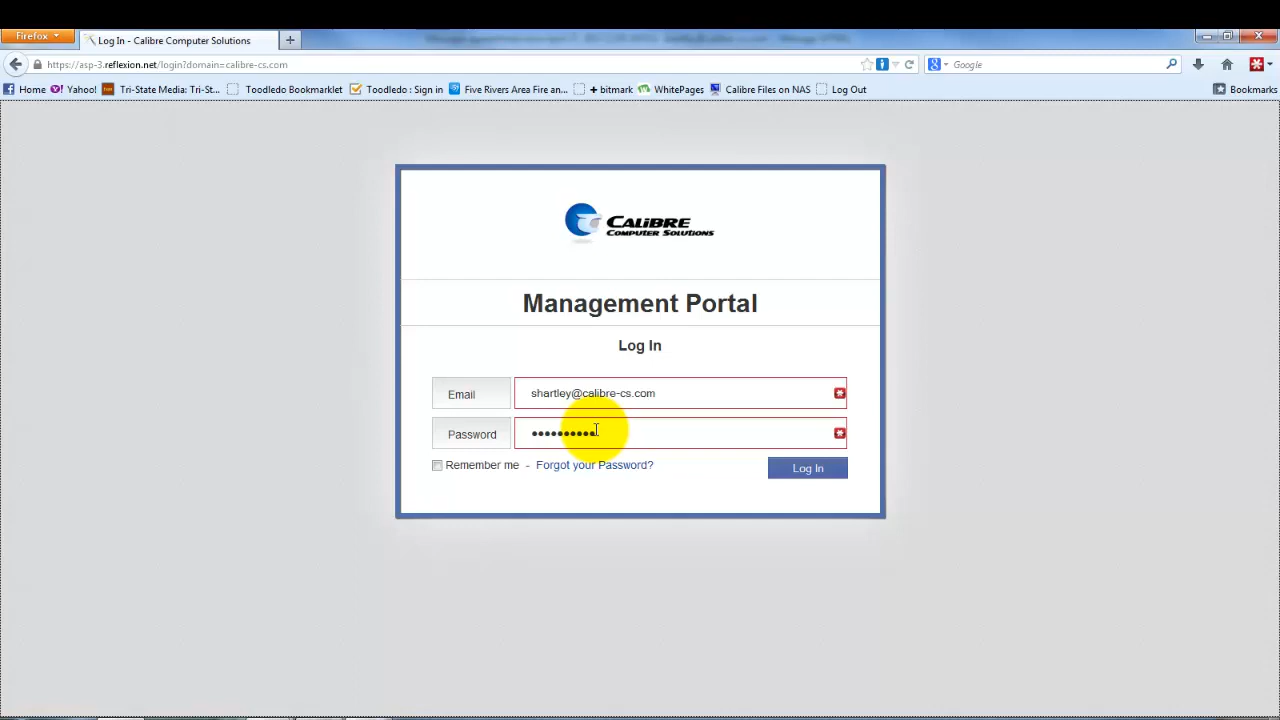 Firefox
Log In - Calibre Computer Solutions
https://asp-3.reflexion.net/login?domain=calibre-cs.com
Google
Home
Yahoo!
Tri-State Media: Tri-St...
Toodledo Bookmarklet
Toodledo : Sign in
Five Rivers Area Fire an...
+ bitmark
WhitePages
Calibre Files on NAS
Log Out
Bookmarks
CALiBRE
COMPUTER SOLUTIONS
Management Portal
Log In
Email
shartley@calibre-cs.com
Password
Remember me - Forgot your Password?
Log In